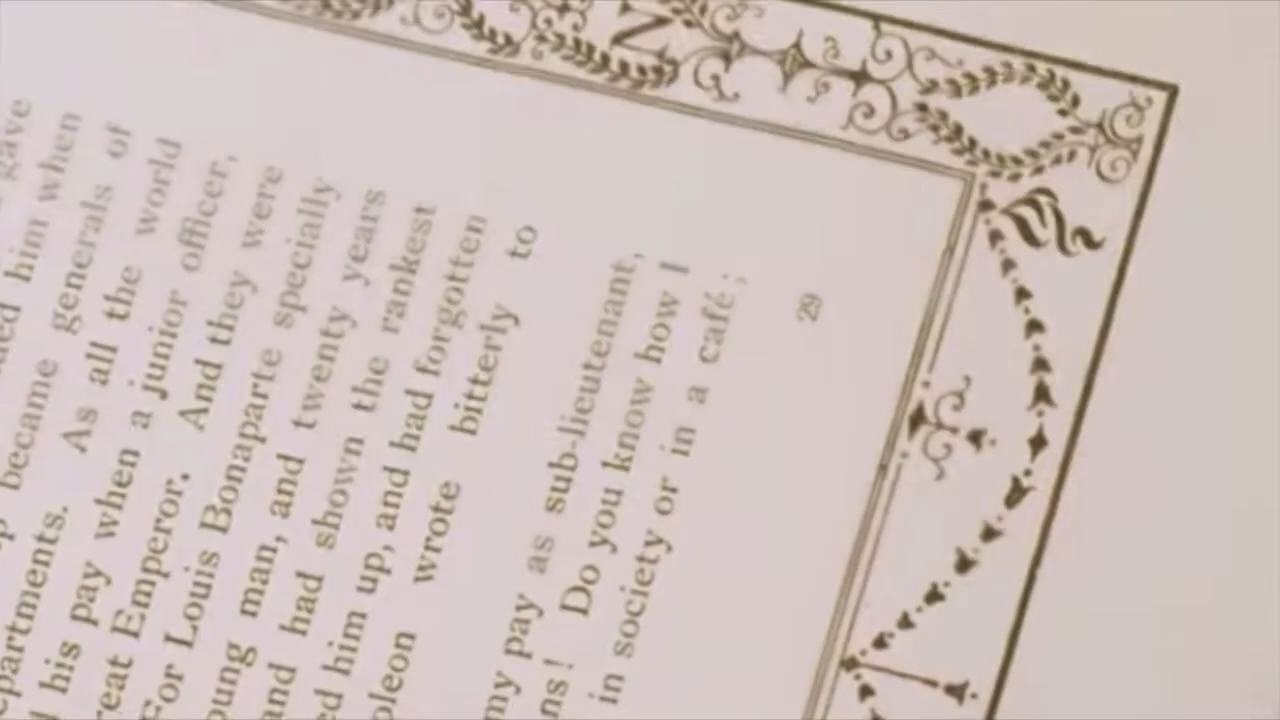 gave
him when
became generals of
departments. As all the world
his pay when a junior officer,
reat Emperor. And they were
For Louis Bonaparte specially
oung man, and twenty years
and had shown the rankest
ed him up, and had forgotten
oleon wrote bitterly to
my pay as sub-lieutenant,
ns! Do you know how I
in society or in a café;
29
N